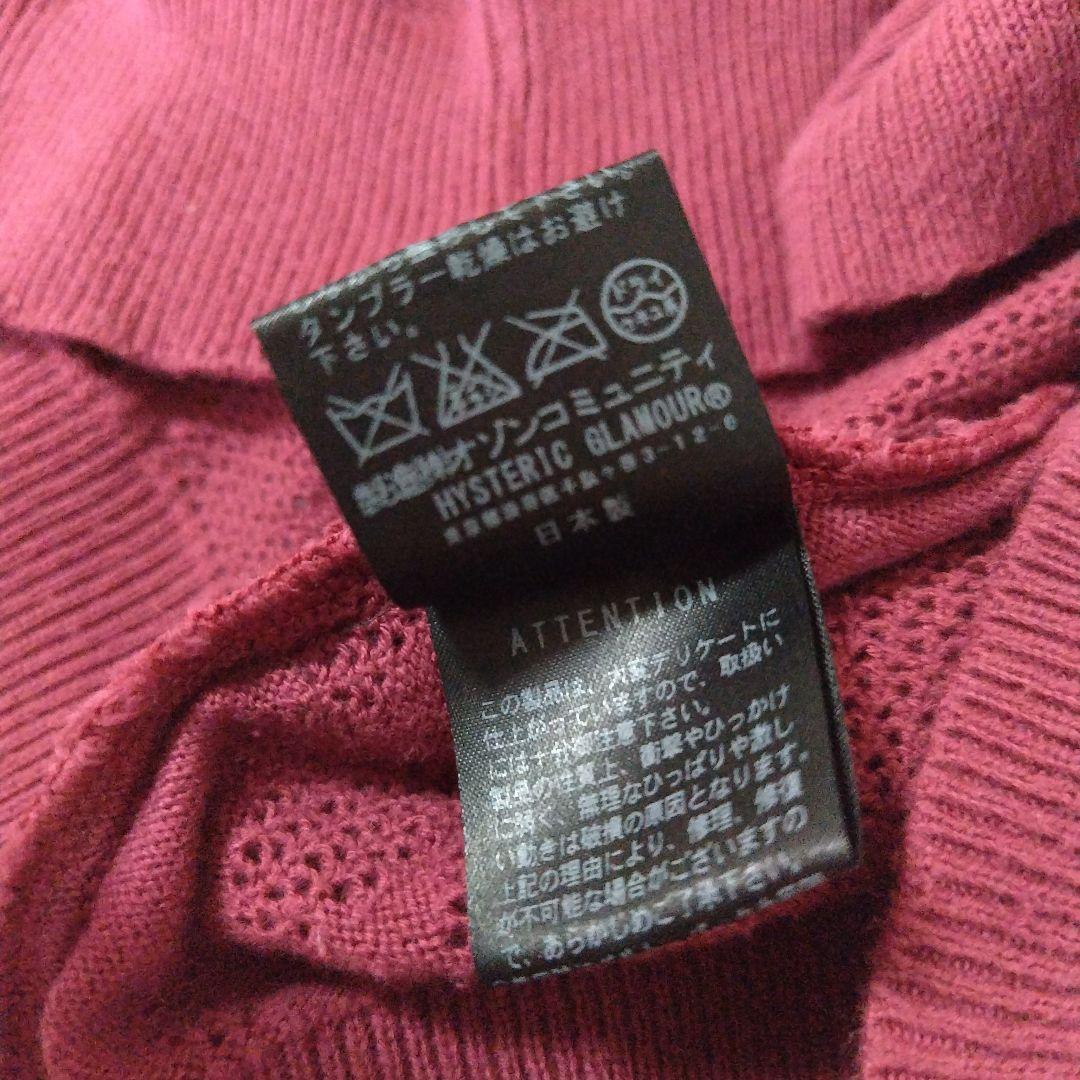 タンブラー乾燥はお避け
下さい。
ドライ
オゾンコミュニティ
HYSTERIC GLAMOUR®
3-12-6
日本製
ATTENTION
この製品は、大変デリケートに
仕上がっていますので、取扱い
には十分御注意下さい。
製品の性質上、衝撃やひっかけ
に弱く、無理なひっぱりや激し
い動きは破損の原因となります。
上記の理由により、修理、修復
が不可能な場合がございますの
で、あらかじめご了承下さい。